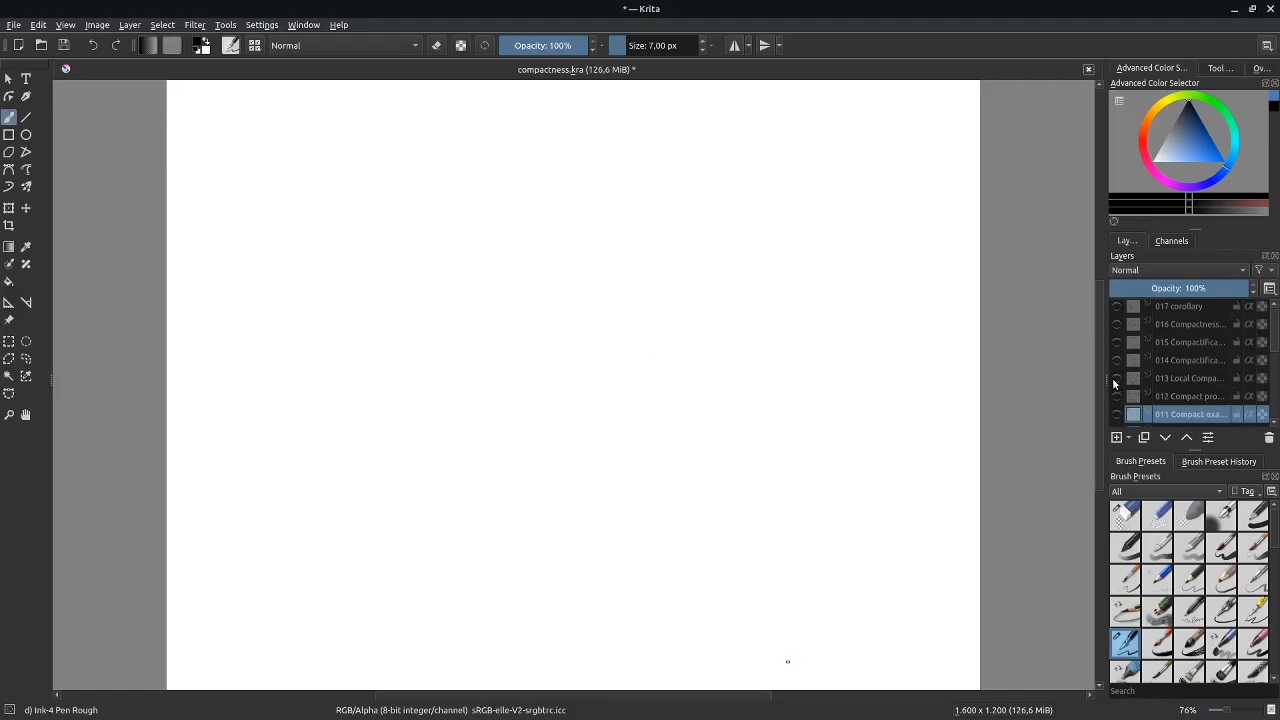 * — Krita
File Edit View Image Layer Select Filter Tools Settings Window Help
Normal Opacity: 100% Size: 7,00 px
compactness.kra (126,6 MiB) *
Advanced Color S... Tool ... Ov...
Advanced Color Selector
Lay... Channels
Layers
Normal
Opacity: 100%
017 corollary
016 Compactness...
015 Compactifica...
014 Compactifica...
013 Local Compa...
012 Compact pro...
011 Compact exa...
Brush Presets Brush Preset History
Brush Presets
All Tag
Search
d) Ink-4 Pen Rough RGB/Alpha (8-bit integer/channel) sRGB-elle-V2-srgbtrc.icc 1.600 x 1.200 (126,6 MiB) 76%